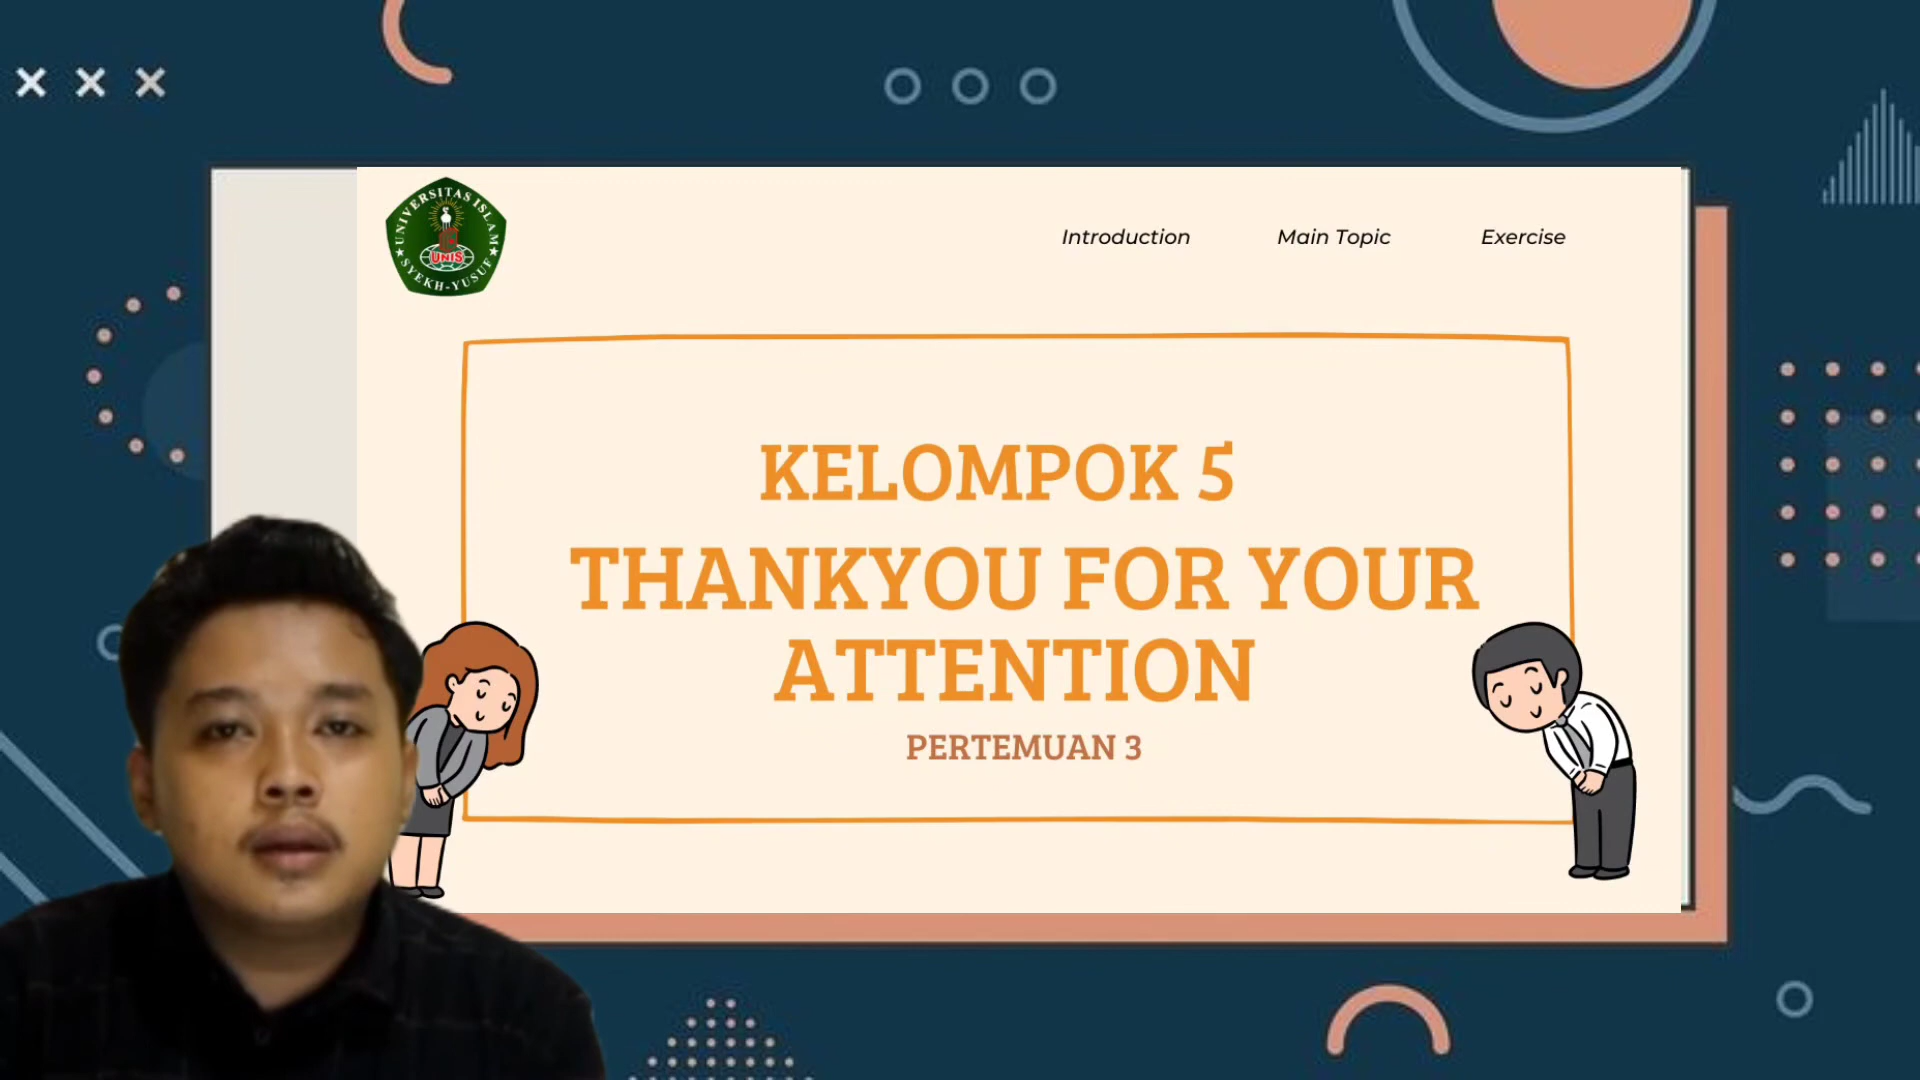 UNIVERSITAS ISLAM
UNIS
SYEKH-YUSUF
Introduction
Main Topic
Exercise
KELOMPOK 5
THANKYOU FOR YOUR
ATTENTION
PERTEMUAN 3